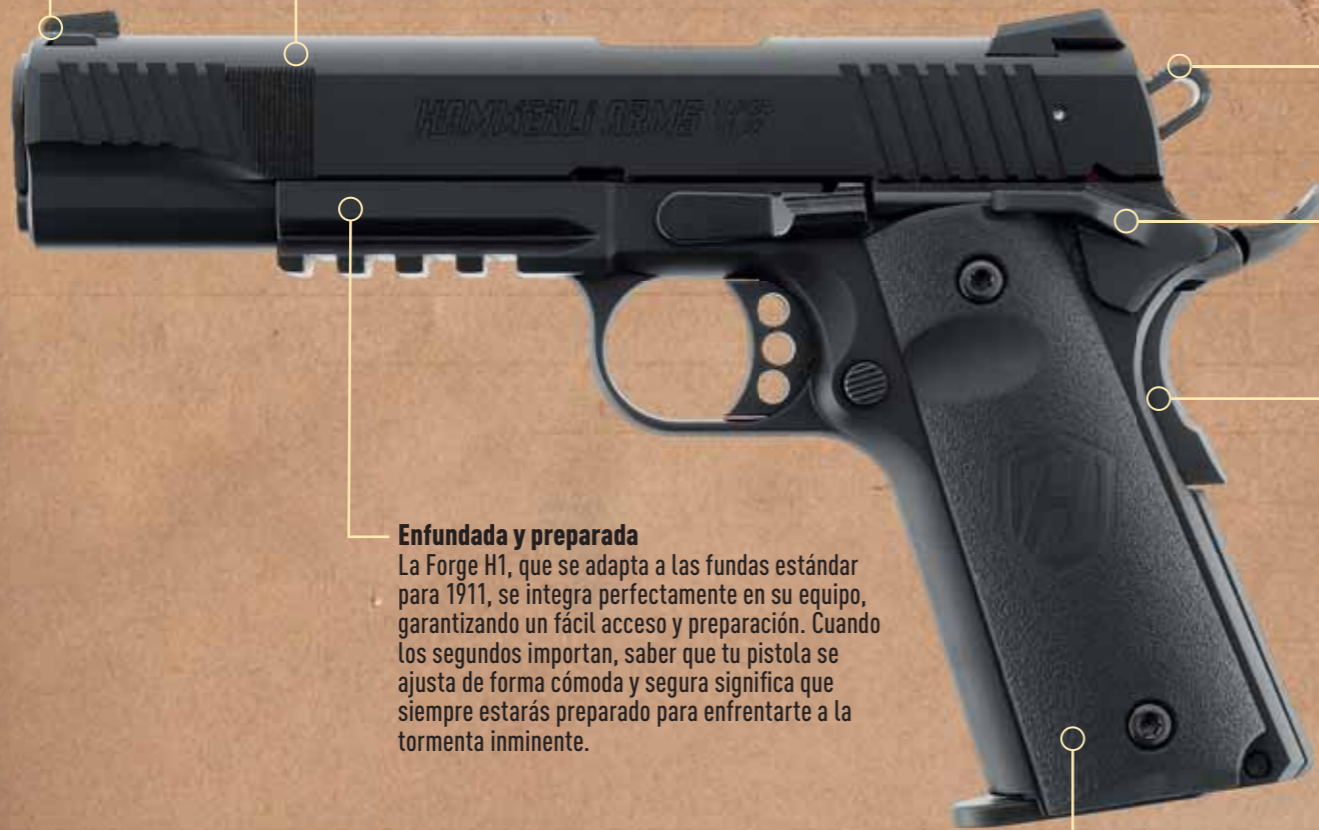 HÄMMERLI ARMS
Enfundada y preparada
La Forge H1, que se adapta a las fundas estándar
para 1911, se integra perfectamente en su equipo,
garantizando un fácil acceso y preparación. Cuando
los segundos importan, saber que tu pistola se
ajusta de forma cómoda y segura significa que
siempre estarás preparado para enfrentarte a la
tormenta inminente.